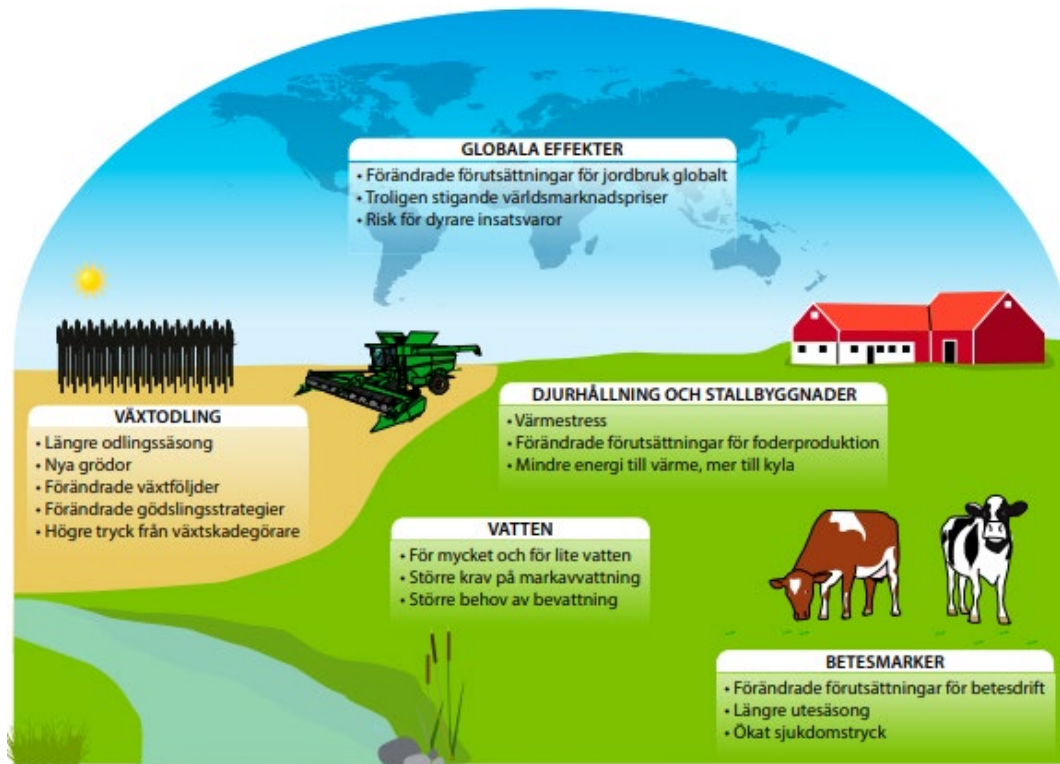 GLOBALA EFFEKTER
• Förändrade förutsättningar för jordbruk globalt
• Troligen stigande världsmarknadspriser
• Risk för dyrare insatsvaror
VÄXTODLING
• Längre odlingssäsong
• Nya grödor
• Förändrade växtföljder
• Förändrade gödslingsstrategier
• Högre tryck från växtskadegörare
DJURHÅLLNING OCH STALLBYGGNADER
• Värmestress
• Förändrade förutsättningar för foderproduktion
• Mindre energi till värme, mer till kyla
VATTEN
• För mycket och för lite vatten
• Större krav på markavvattning
• Större behov av bevattning
BETESMARKER
• Förändrade förutsättningar för betesdrift
• Längre utesäsong
• Ökat sjukdomstryck